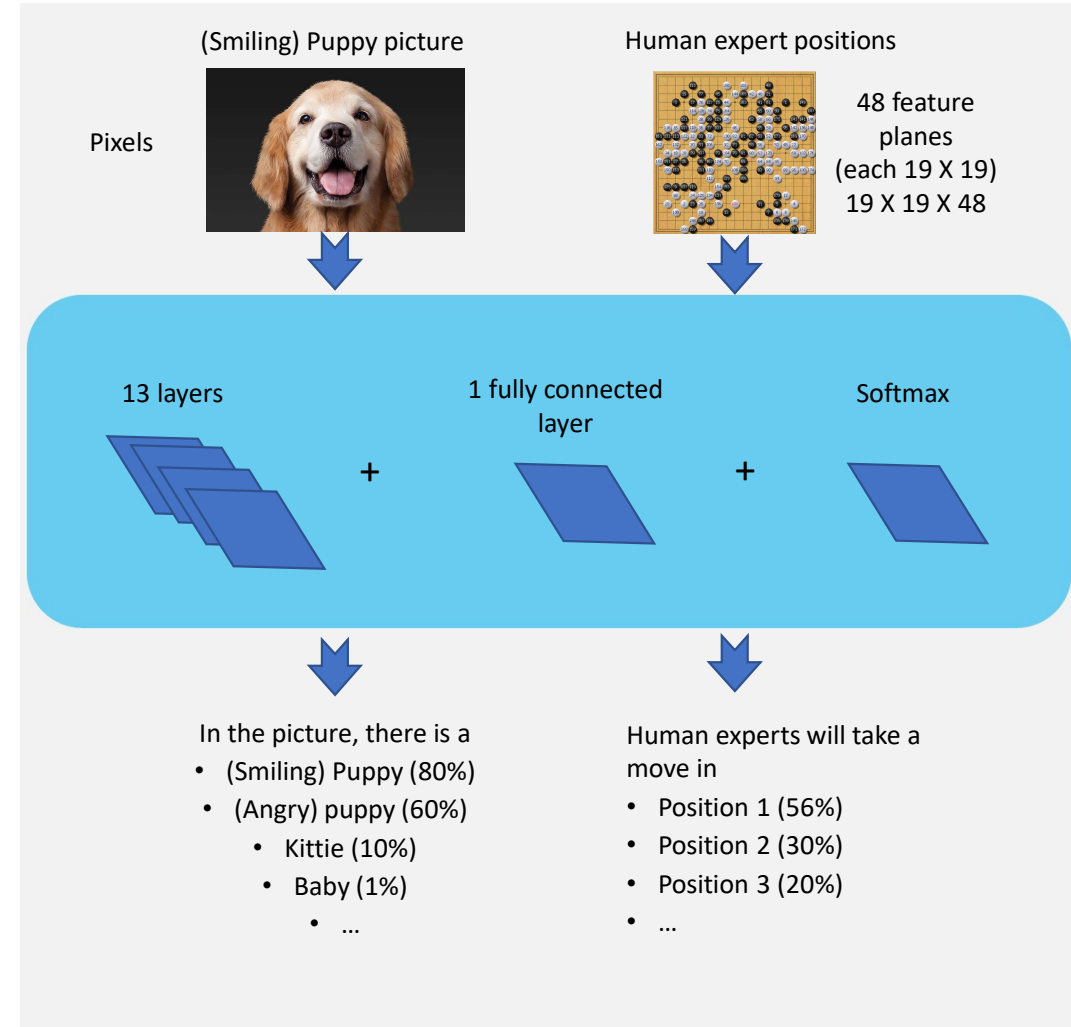 (Smiling) Puppy picture
Human expert positions
Pixels
48 feature
planes
(each 19 X 19)
19 X 19 X 48
13 layers
1 fully connected
layer
Softmax
+
+
In the picture, there is a
• (Smiling) Puppy (80%)
• (Angry) puppy (60%)
• Kittie (10%)
• Baby (1%)
• ...
Human experts will take a
move in
• Position 1 (56%)
• Position 2 (30%)
• Position 3 (20%)
• ...